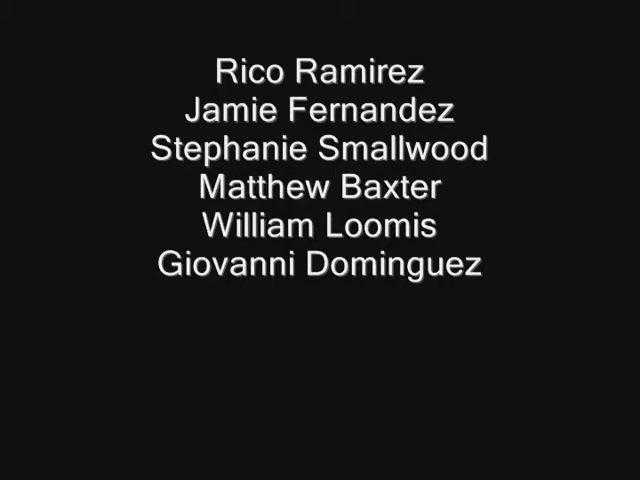 Rico Ramirez
Jamie Fernandez
Stephanie Smallwood
Matthew Baxter
William Loomis
Giovanni Dominguez